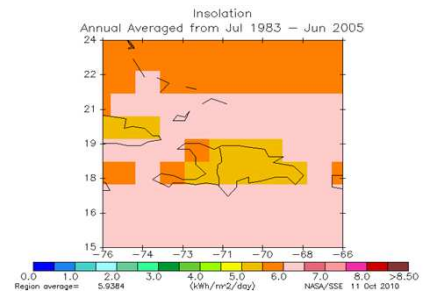 Insolation
Annual Averaged from Jul 1983 – Jun 2005
24
22
21
19
18
16
15
-76 -74 -73 -71 -70 -68 -66
0.0 1.0 2.0 3.0 4.0 5.0 6.0 7.0 8.0 >8.50
Region average= 5.9384 (kWh/m^2/day) NASA/SSE 11 Oct 2010